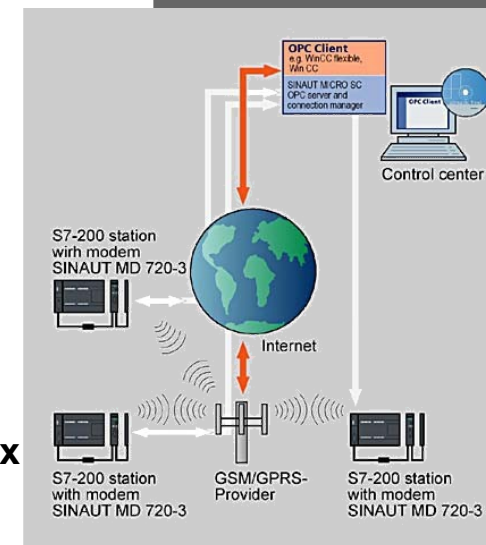 OPC Client
e.g. WinCC flexible,
Win CC
SINAUT MICRO SC
OPC server and
connection manager
OPC Client
Control center
S7-200 station
wirh modem
SINAUT MD 720-3
Internet
x
S7-200 station
with modem
SINAUT MD 720-3
GSM/GPRS-
Provider
S7-200 station
with modem
SINAUT MD 720-3